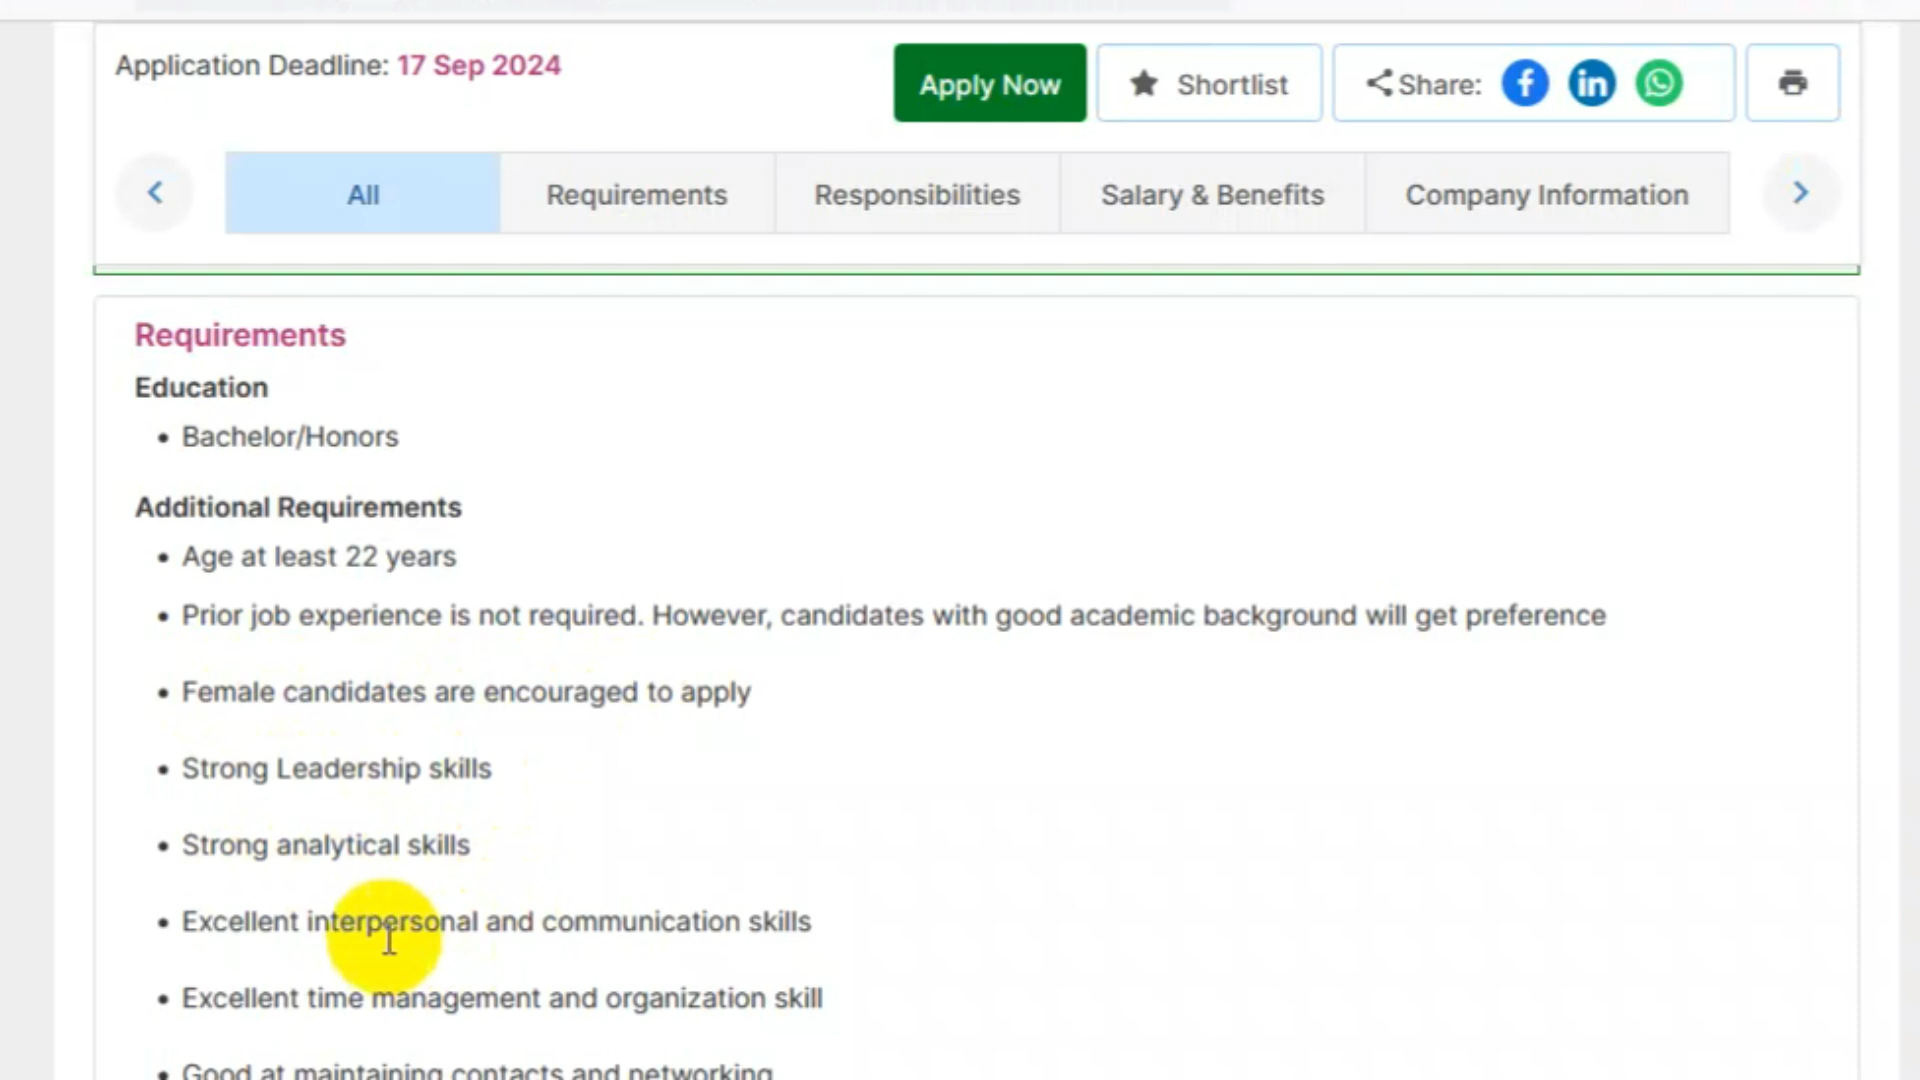 Application Deadline: 17 Sep 2024
Apply Now
Shortlist
Share:
All
Requirements
Responsibilities
Salary & Benefits
Company Information
Requirements
Education
• Bachelor/Honors
Additional Requirements
• Age at least 22 years
• Prior job experience is not required. However, candidates with good academic background will get preference
• Female candidates are encouraged to apply
• Strong Leadership skills
• Strong analytical skills
• Excellent interpersonal and communication skills
• Excellent time management and organization skill
• Good at maintaining contacts and networking